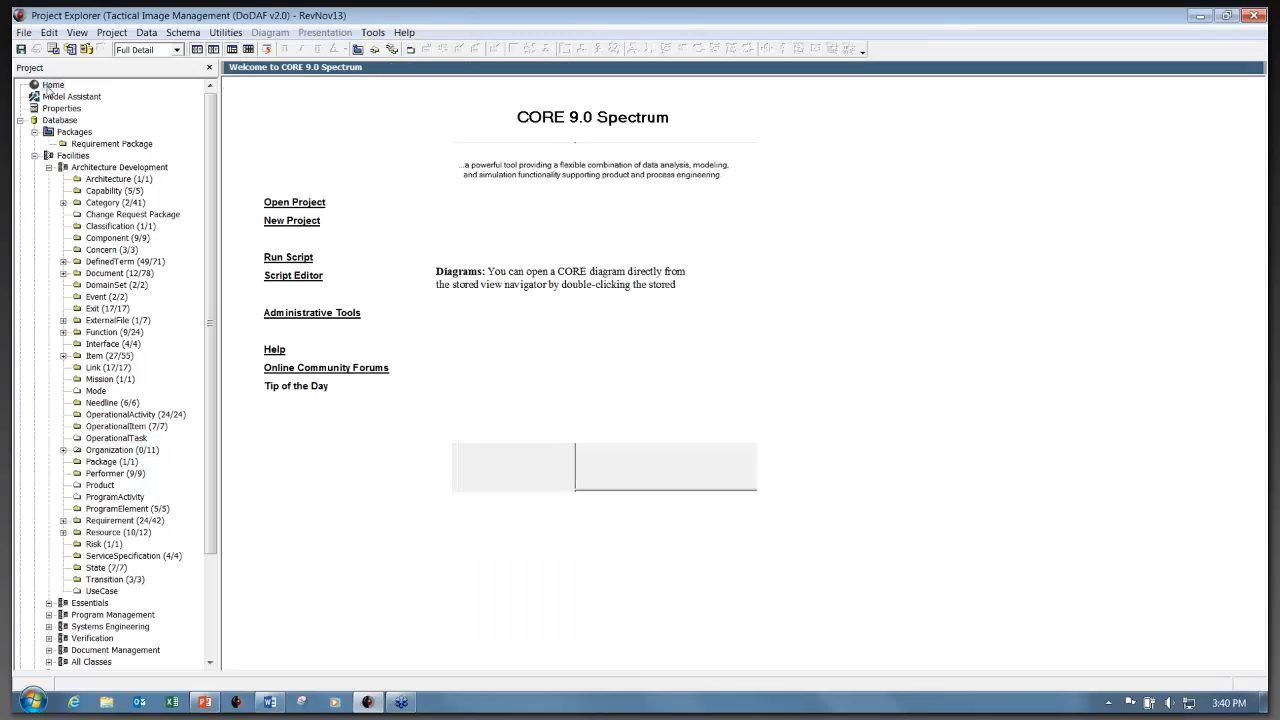 Project Explorer (Tactical Image Management (DoDAF v2.0) - RevNov13)
File Edit View Project Data Schema Utilities Diagram Presentation Tools Help
Full Detail
Project
Welcome to CORE 9.0 Spectrum
Home
Model Assistant
Properties
Database
Packages
Requirement Package
Facilities
Architecture Development
Architecture (1/1)
Capability (5/5)
Category (2/41)
Change Request Package
Classification (1/1)
Component (9/9)
Concern (3/3)
DefinedTerm (49/71)
Document (12/78)
DomainSet (2/2)
Event (2/2)
Exit (17/17)
ExternalFile (1/7)
Function (9/24)
Interface (4/4)
Item (27/55)
Link (17/17)
Mission (1/1)
Mode
Needline (6/6)
OperationalActivity (24/24)
OperationalItem (7/7)
OperationalTask
Organization (0/11)
Package (1/1)
Performer (9/9)
Product
ProgramActivity
ProgramElement (5/5)
Requirement (24/42)
Resource (10/12)
Risk (1/1)
ServiceSpecification (4/4)
State (7/7)
Transition (3/3)
UseCase
Essentials
Program Management
Systems Engineering
Verification
Document Management
All Classes
CORE 9.0 Spectrum
...a powerful tool providing a flexible combination of data analysis, modeling,
and simulation functionality supporting product and process engineering
Open Project
New Project
Run Script
Script Editor
Diagrams: You can open a CORE diagram directly from
the stored view navigator by double-clicking the stored
Administrative Tools
Help
Online Community Forums
Tip of the Day
3:40 PM